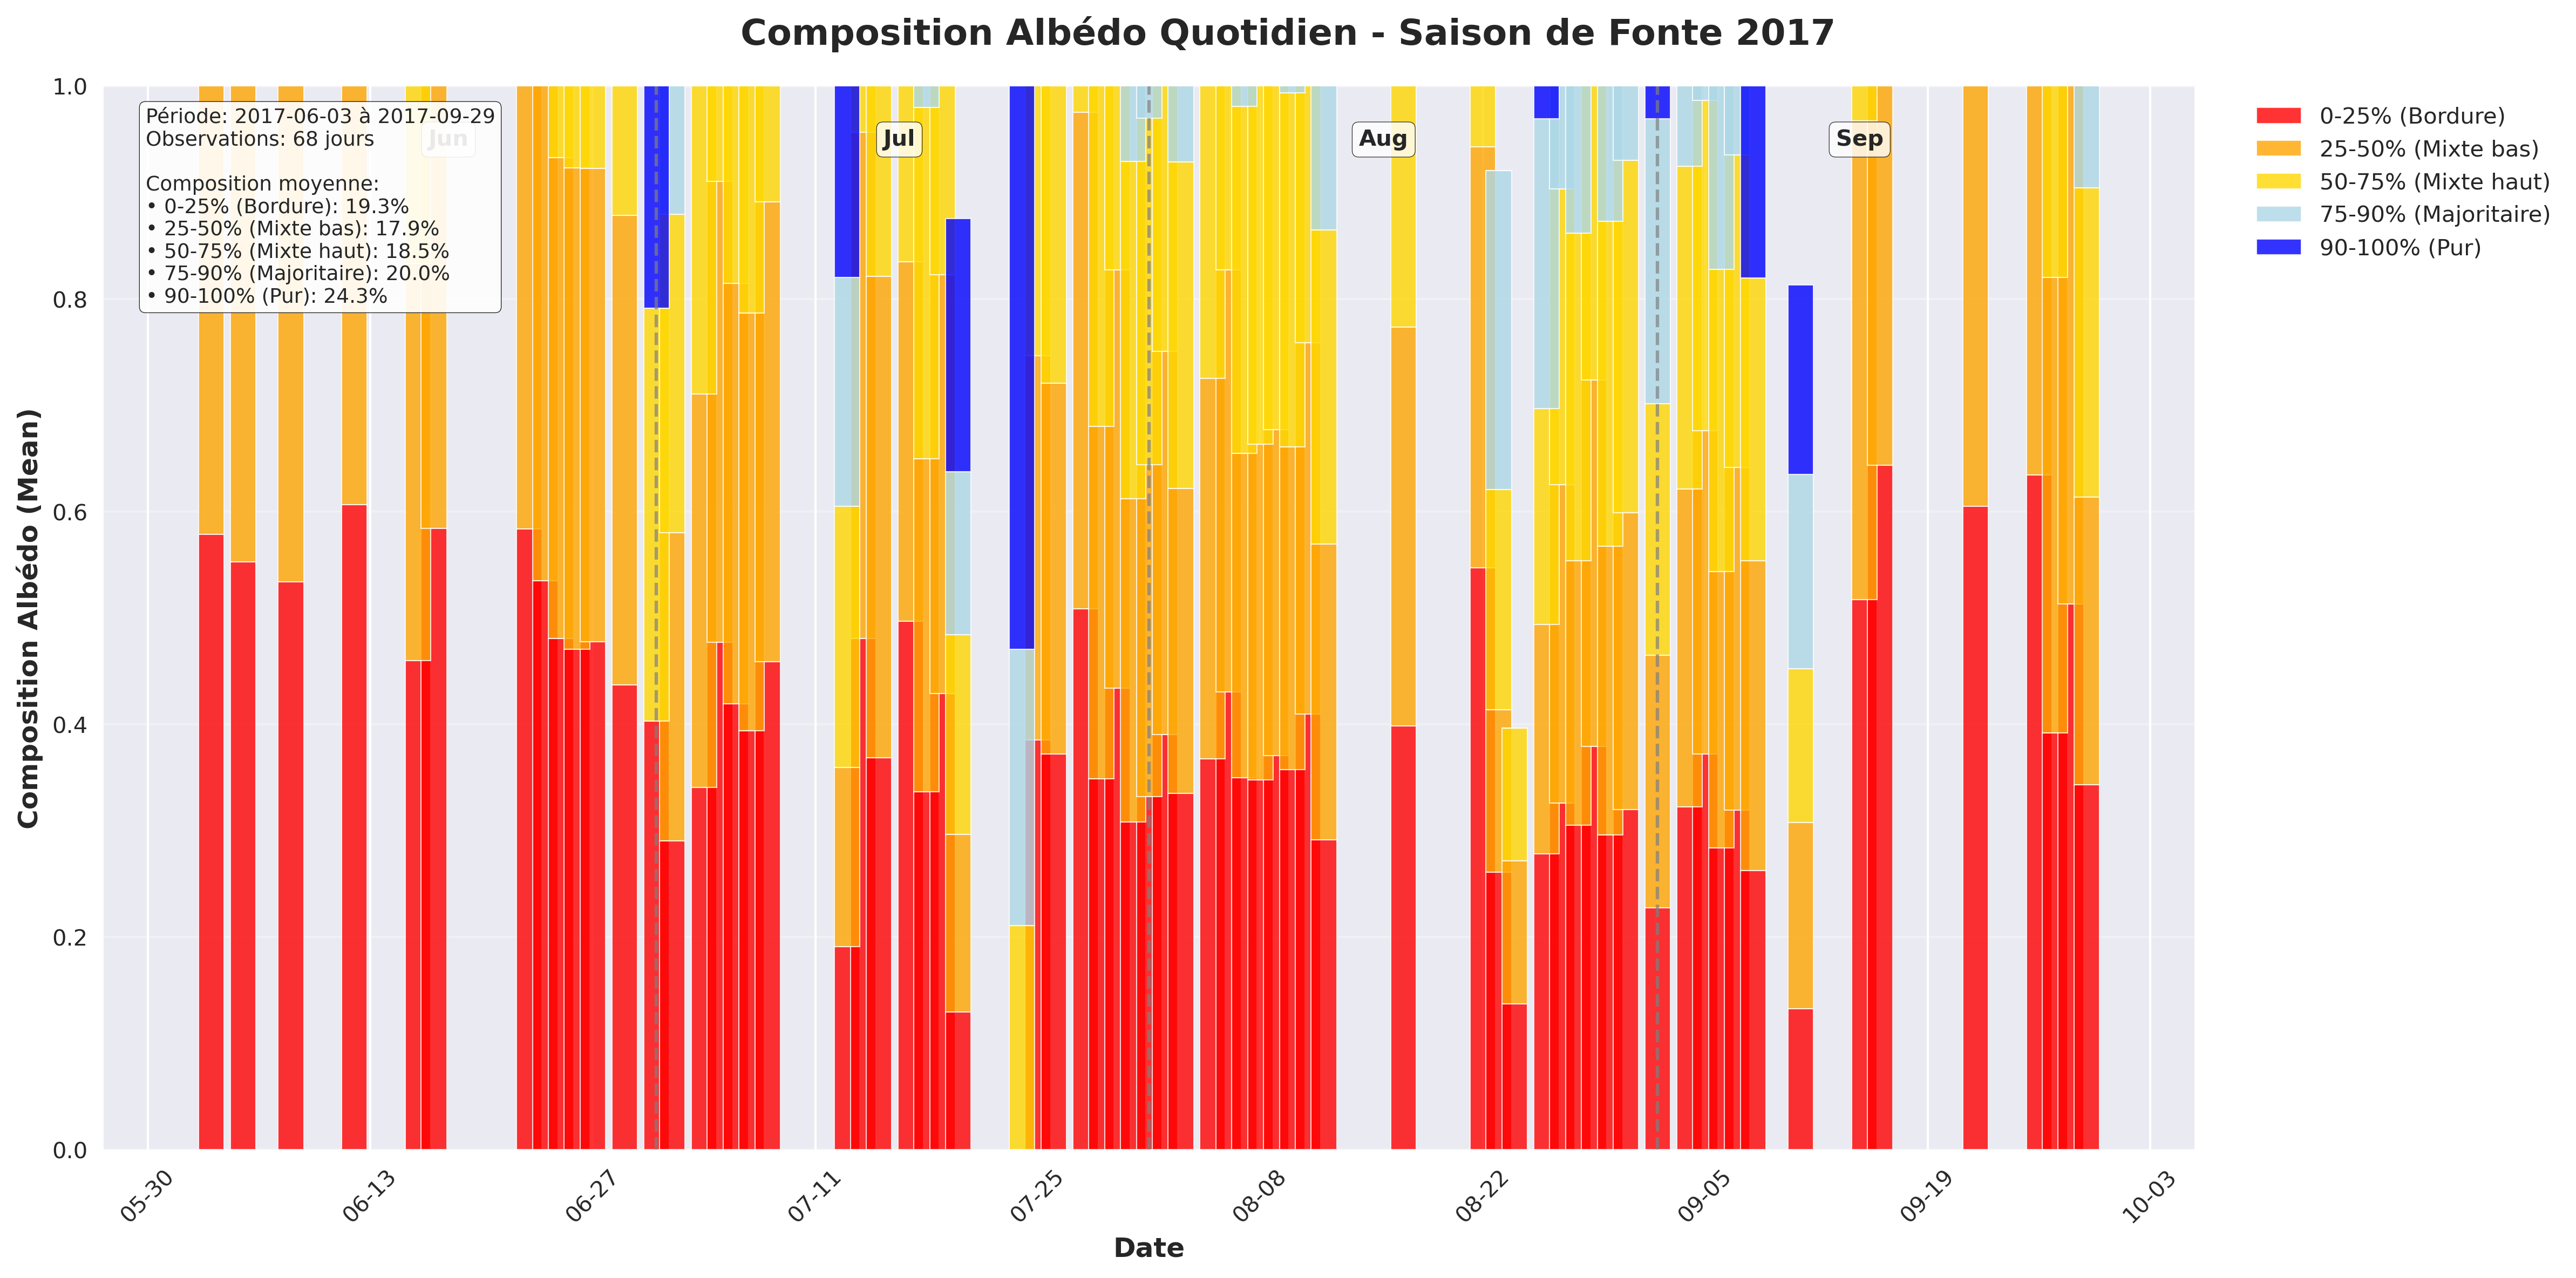 Composition Albédo Quotidien - Saison de Fonte 2017
Composition Albédo (Mean)
1.0
0.8
0.6
0.4
0.2
0.0
Période: 2017-06-03 à 2017-09-29
Observations: 68 jours
Composition moyenne:
• 0-25% (Bordure): 19.3%
• 25-50% (Mixte bas): 17.9%
• 50-75% (Mixte haut): 18.5%
• 75-90% (Majoritaire): 20.0%
• 90-100% (Pur): 24.3%
Jun
Jul
Aug
Sep
0-25% (Bordure)
25-50% (Mixte bas)
50-75% (Mixte haut)
75-90% (Majoritaire)
90-100% (Pur)
05-30
06-13
06-27
07-11
07-25
08-08
08-22
09-05
09-19
10-03
Date